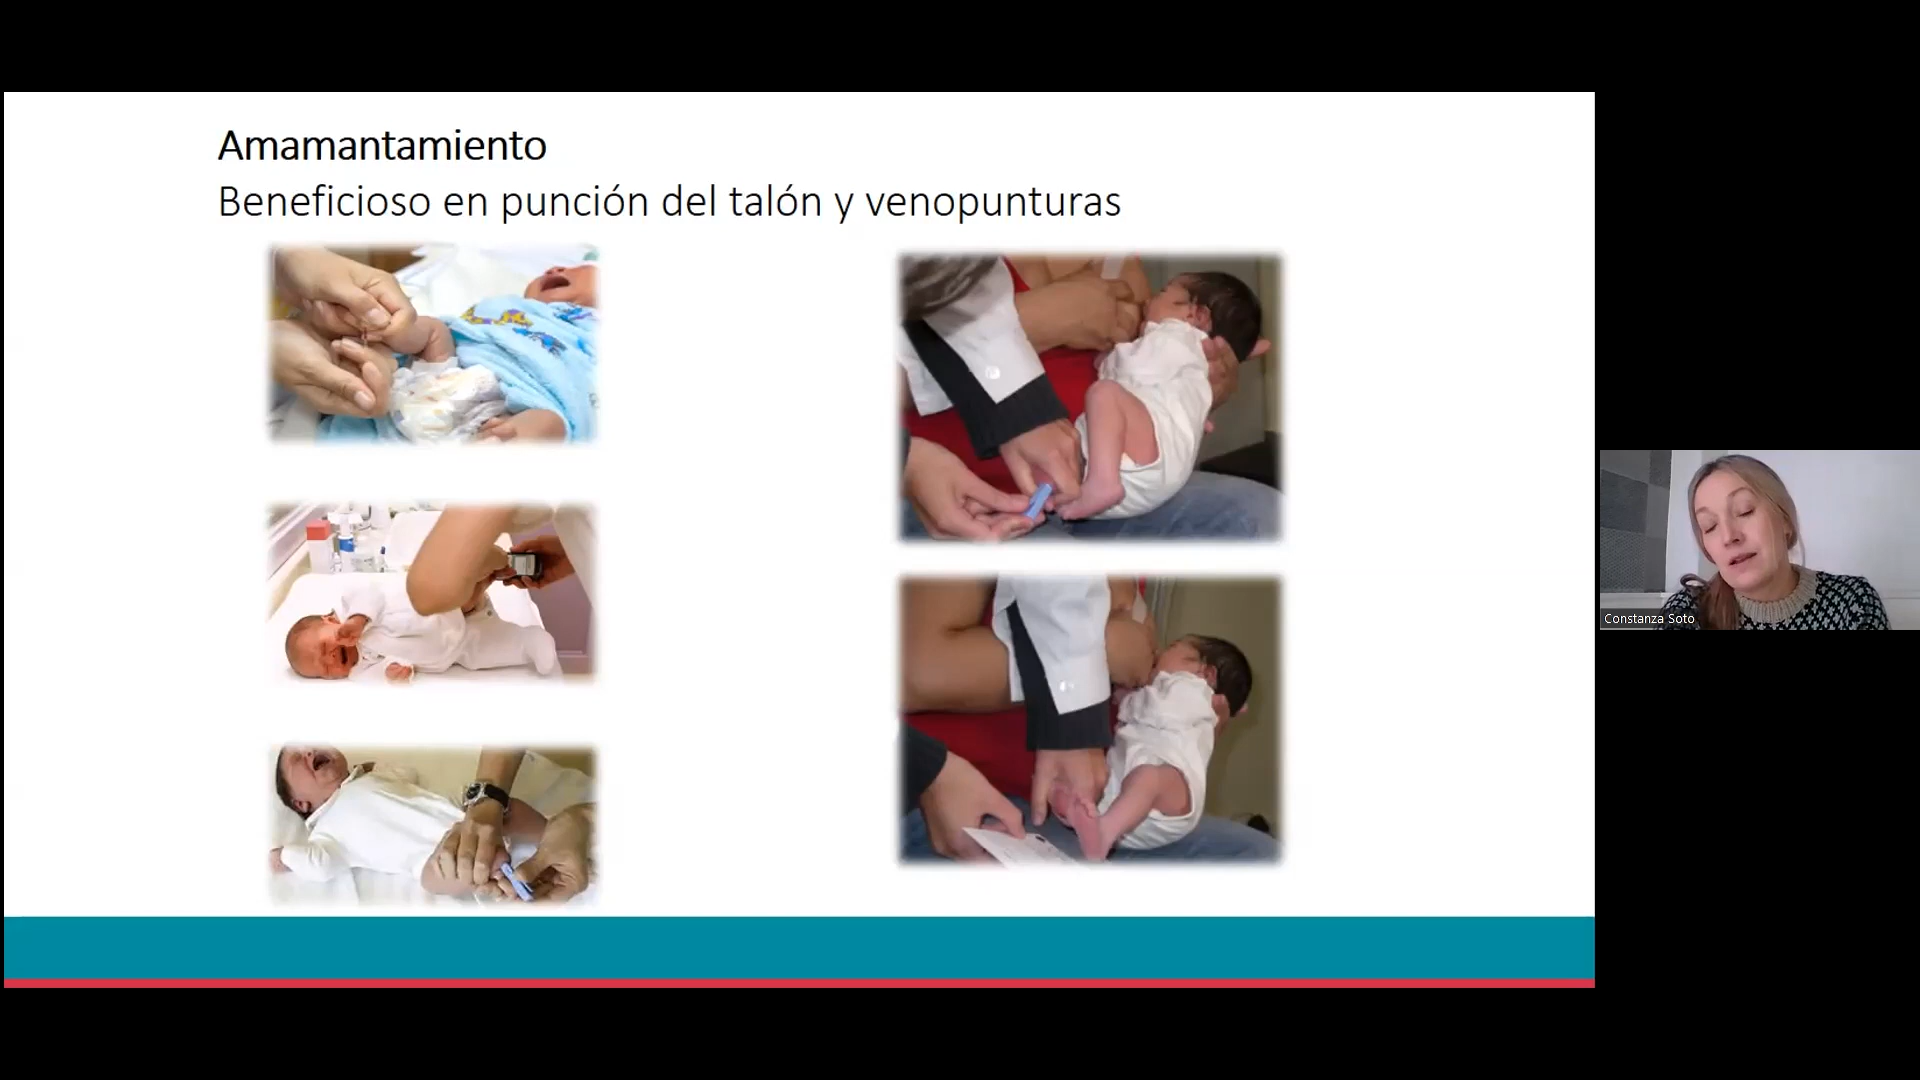 Amamantamiento
Beneficioso en punción del talón y venopunturas
Constanza Soto